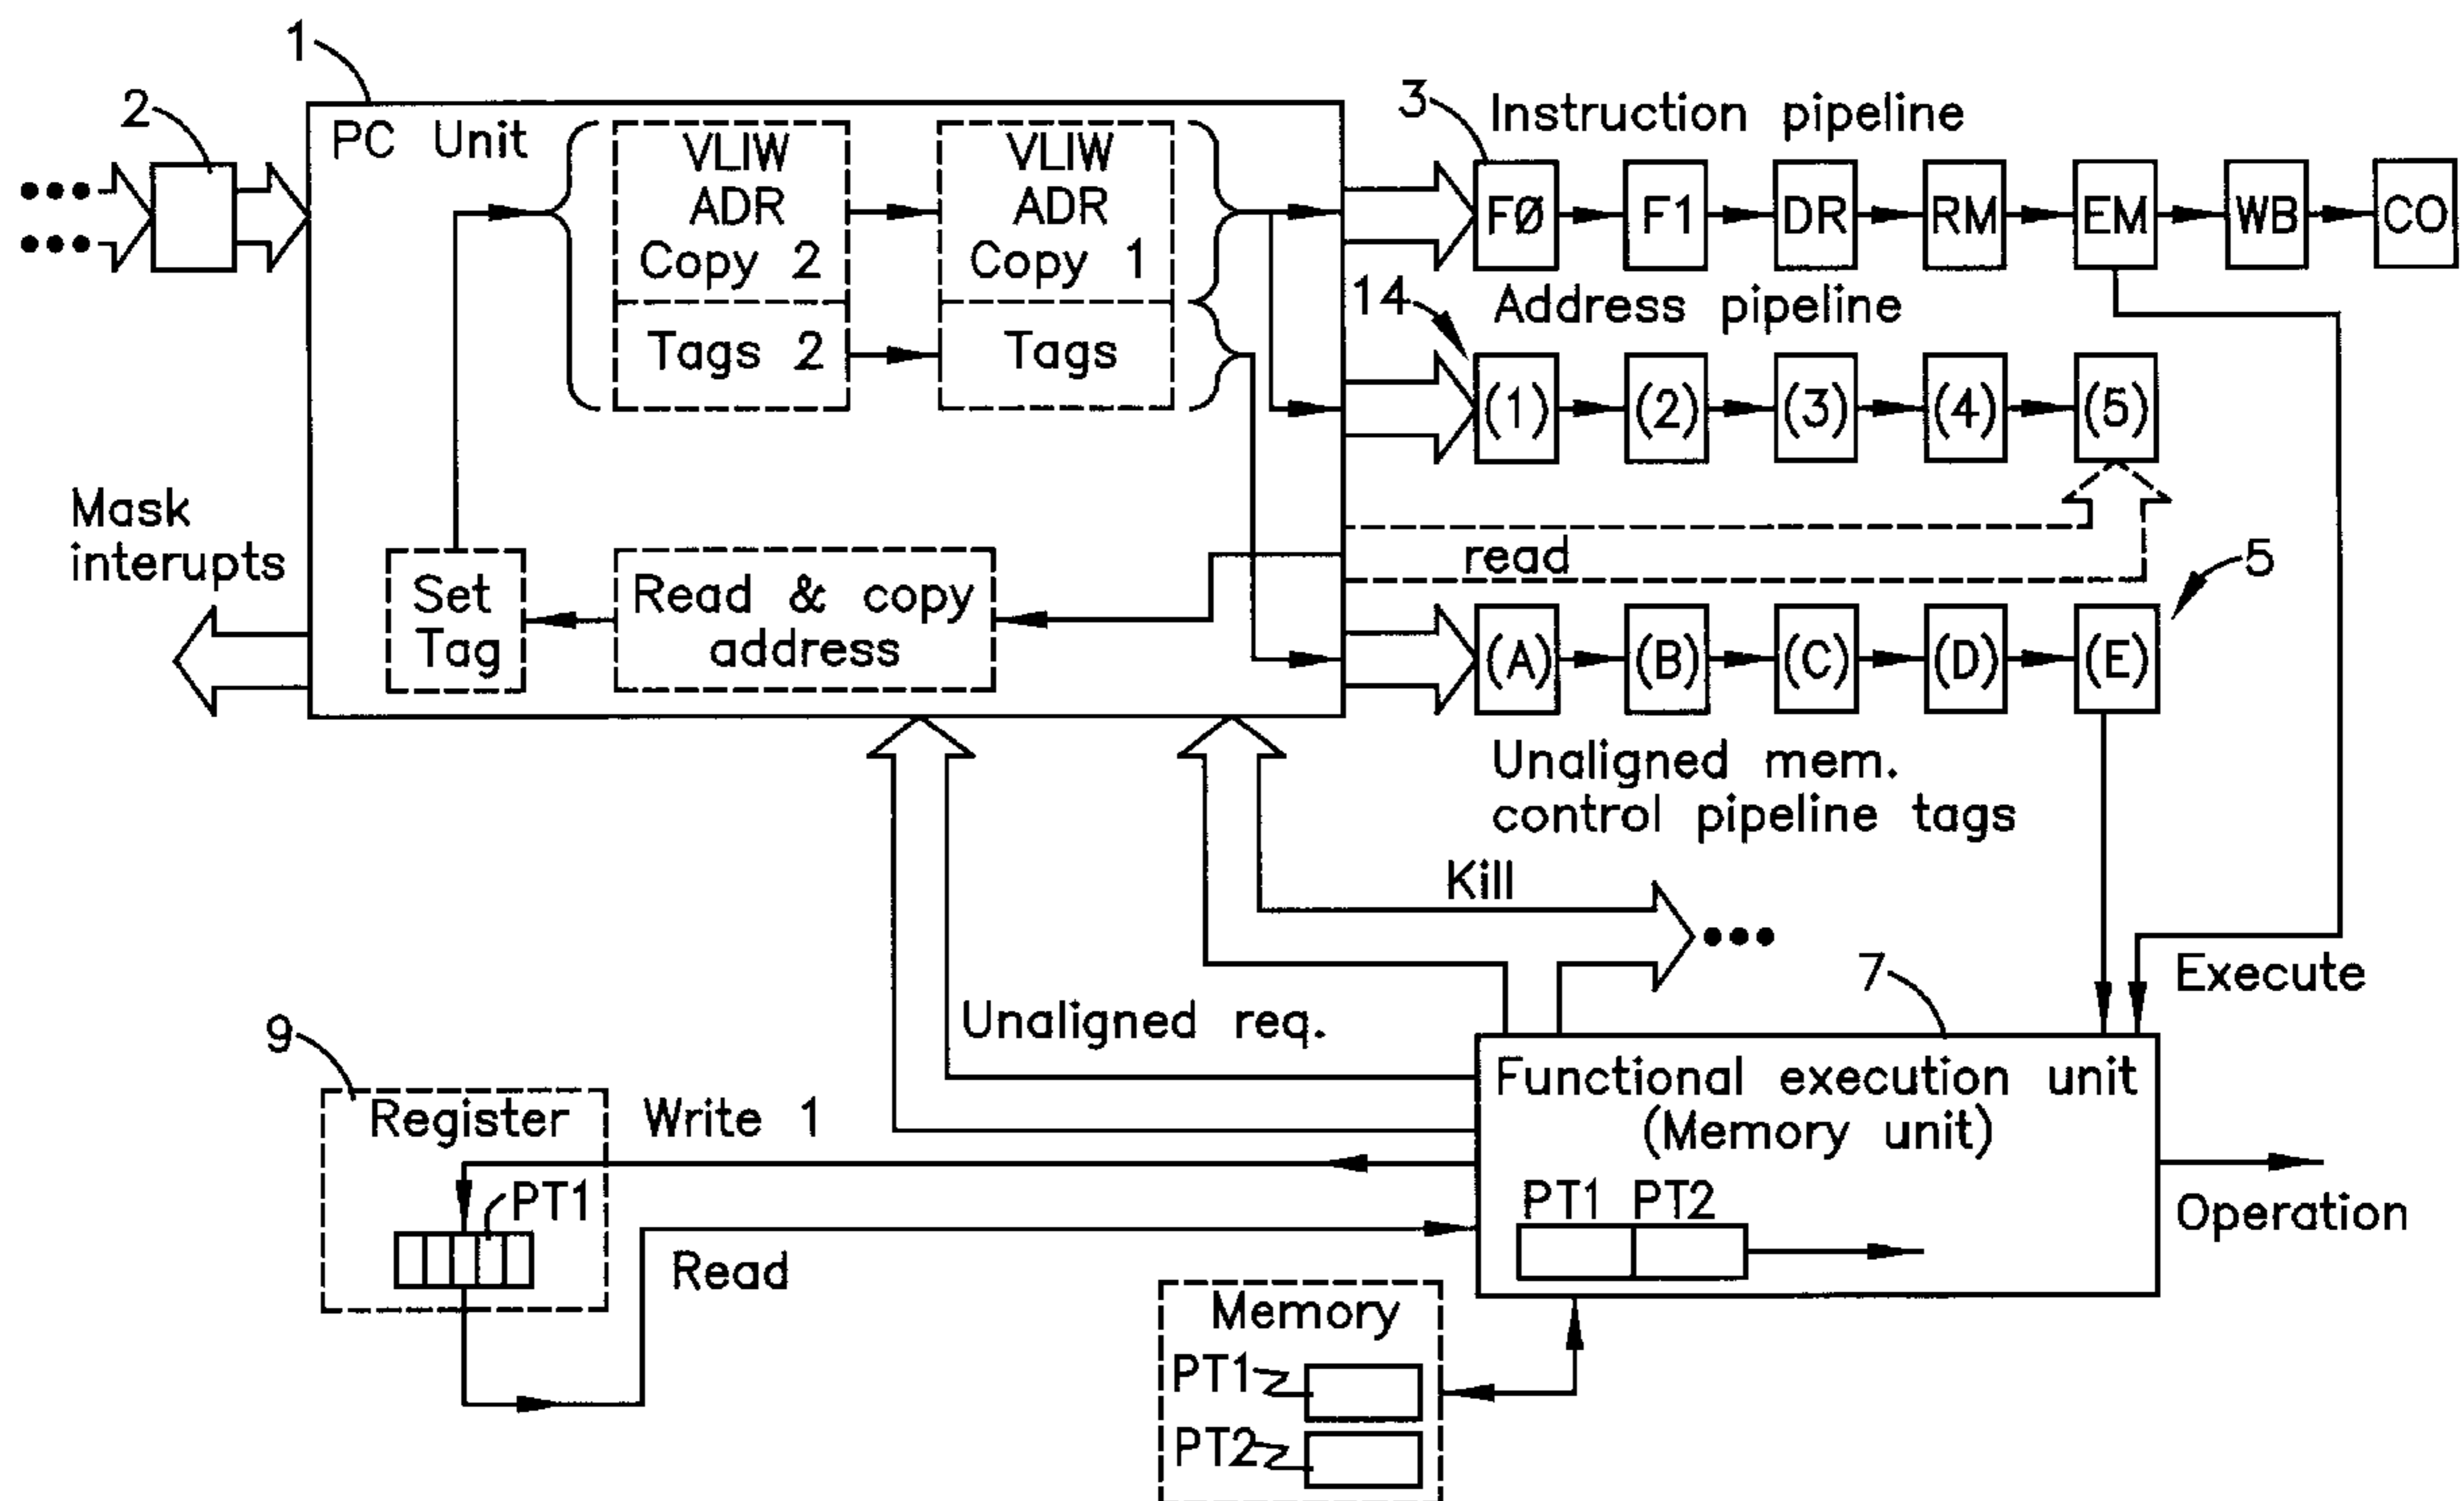 1
2
PC Unit
VLIW
ADR
Copy 2
Tags 2
VLIW
ADR
Copy 1
Tags
3
Instruction pipeline
FØ
F1
DR
RM
EM
WB
CO
14
Address pipeline
(1)
(2)
(3)
(4)
(5)
Mask
interupts
Set
Tag
Read & copy
address
read
5
(A)
(B)
(C)
(D)
(E)
Unaligned mem.
control pipeline tags
Kill
Execute
7
Unaligned req.
9
Register
Write 1
PT1
Read
Functional execution unit
(Memory unit)
PT1 PT2
Operation
Memory
PT1
PT2